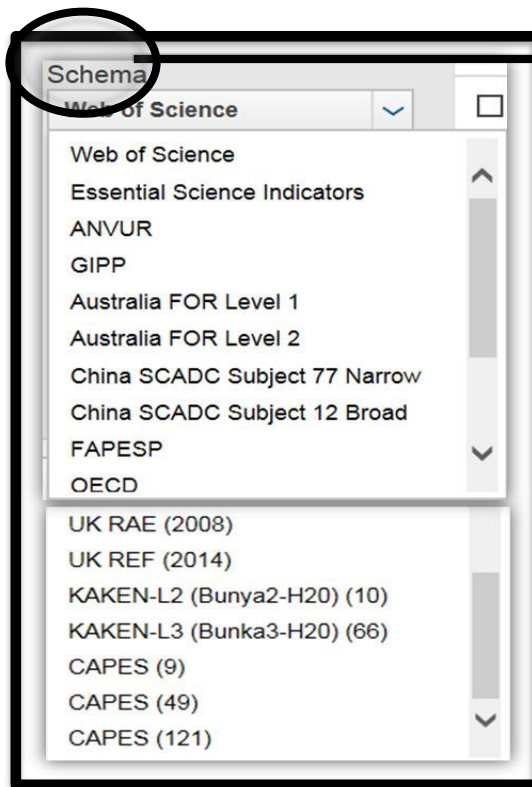 Schema
Web of Science
Web of Science
Essential Science Indicators
ANVUR
GIPP
Australia FOR Level 1
Australia FOR Level 2
China SCADC Subject 77 Narrow
China SCADC Subject 12 Broad
FAPESP
OECD
UK RAE (2008)
UK REF (2014)
KAKEN-L2 (Bunya2-H20) (10)
KAKEN-L3 (Bunka3-H20) (66)
CAPES (9)
CAPES (49)
CAPES (121)